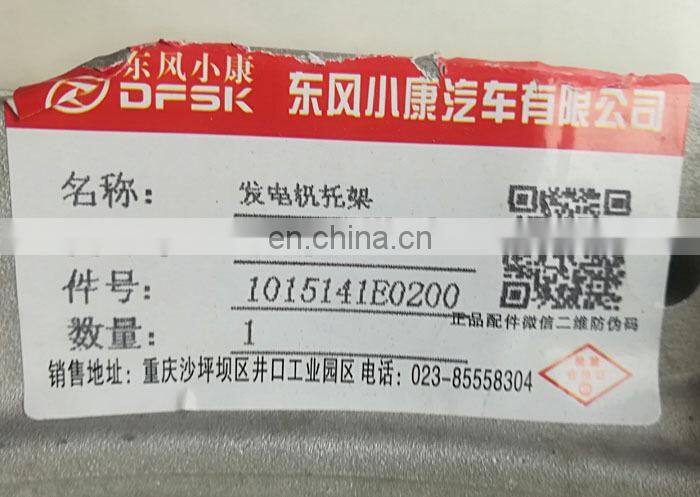 东风小康
DFSK
东风小康汽车有限公司
名称：
发电机托架
en.china.cn
件号：
1015141E0200
数量：
1
正品配件微信二维防伪码
销售地址：重庆沙坪坝区井口工业园区 电话：023-85558304